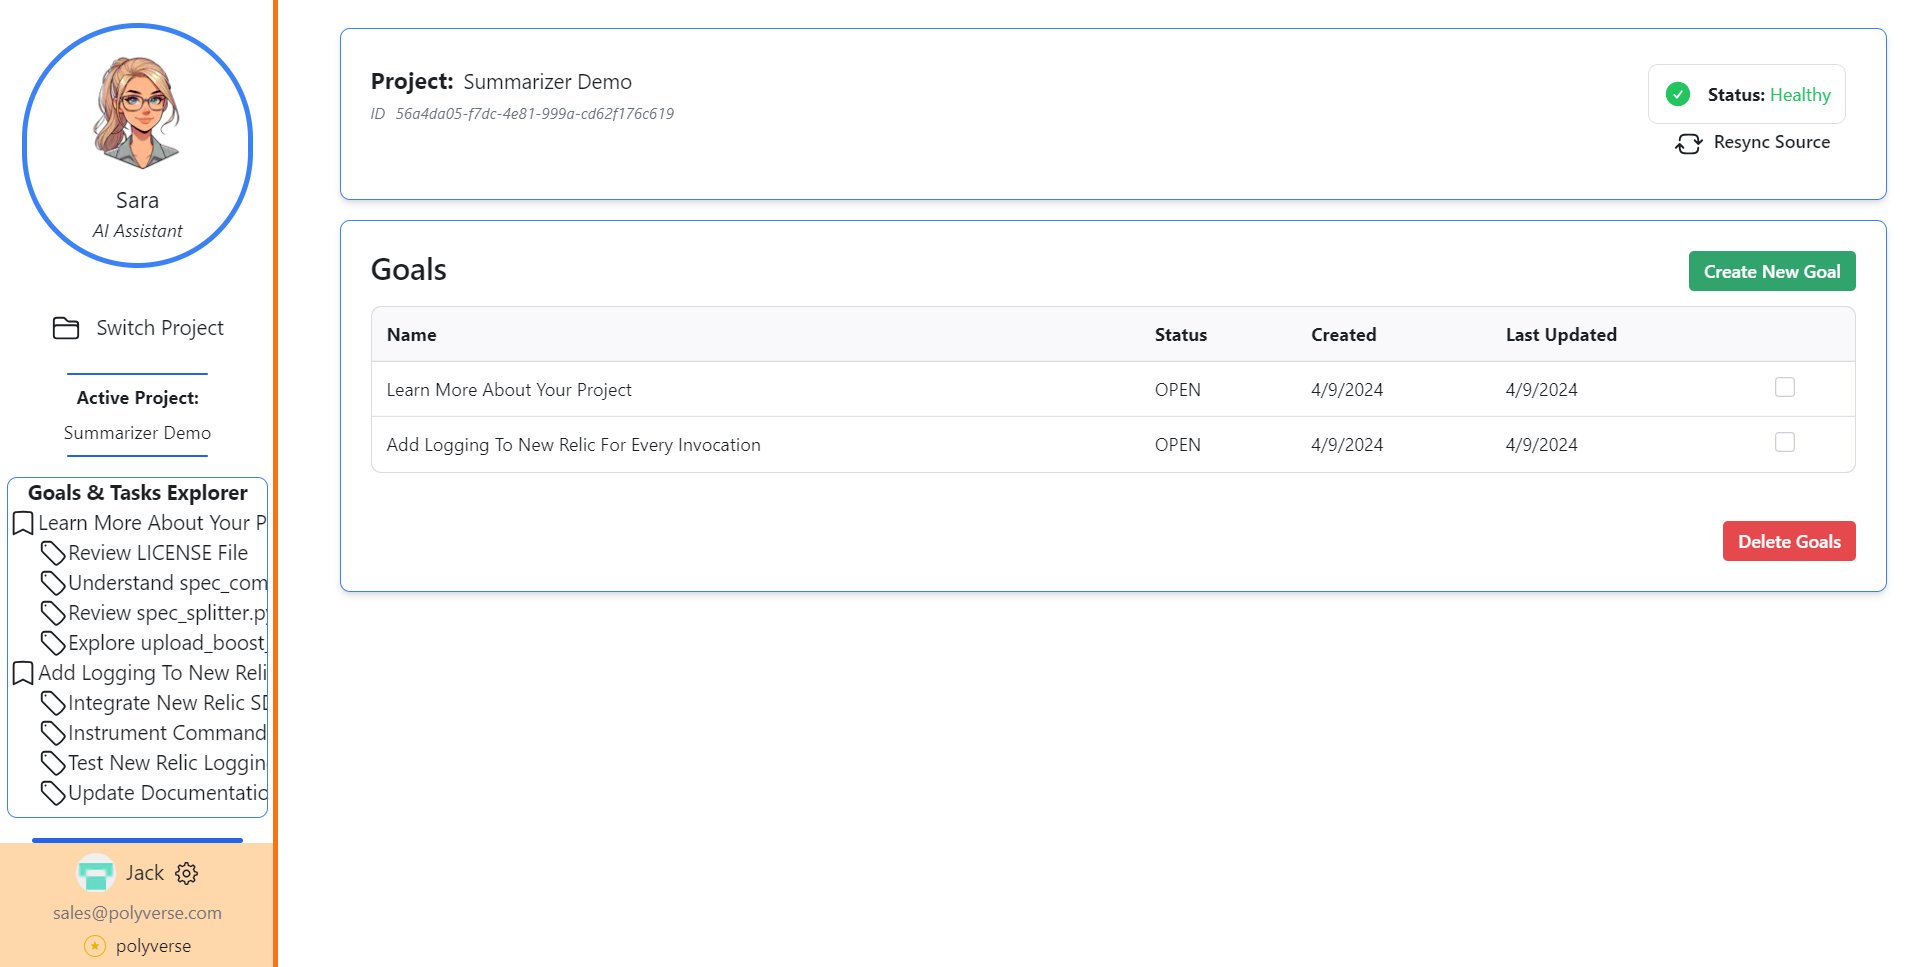 Sara
AI Assistant
Switch Project
Active Project:
Summarizer Demo
Goals & Tasks Explorer
Learn More About Your P
Review LICENSE File
Understand spec_com
Review spec_splitter.py
Explore upload_boost_
Add Logging To New Reli
Integrate New Relic SD
Instrument Command
Test New Relic Loggin
Update Documentatio
Jack
sales@polyverse.com
polyverse
Project: Summarizer Demo
ID 56a4da05-f7dc-4e81-999a-cd62f176c619
Status: Healthy
Resync Source
Goals
Create New Goal
Name Status Created Last Updated
Learn More About Your Project OPEN 4/9/2024 4/9/2024
Add Logging To New Relic For Every Invocation OPEN 4/9/2024 4/9/2024
Delete Goals